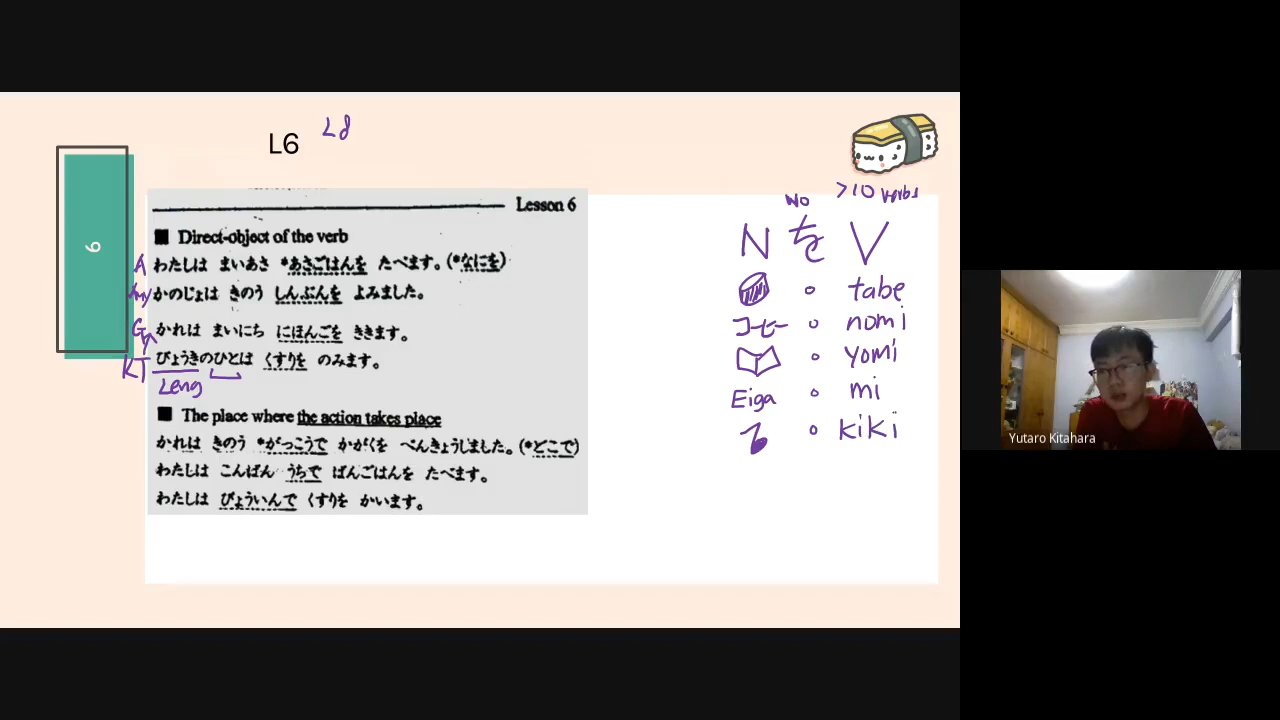 L6 L8
6
Lesson 6
■ Direct-object of the verb
A わたしは まいあさ *あさごはんを たべます。(*なにを)
かのじょは きのう しんぶんを よみました。
かれは まいにち にほんごを ききます。
KT びょうきのひとは くすりを のみます。
Leng
■ The place where the action takes place
かれは きのう *がっこうで かがくを べんきょうしました。(*どこで)
わたしは こんばん うちで ばんごはんを たべます。
わたしは びょういんで くすりを かいます。
wo >10 verbs
N を V
tabe
コーヒー nomi
yomi
Eiga mi
kiki
Yutaro Kitahara